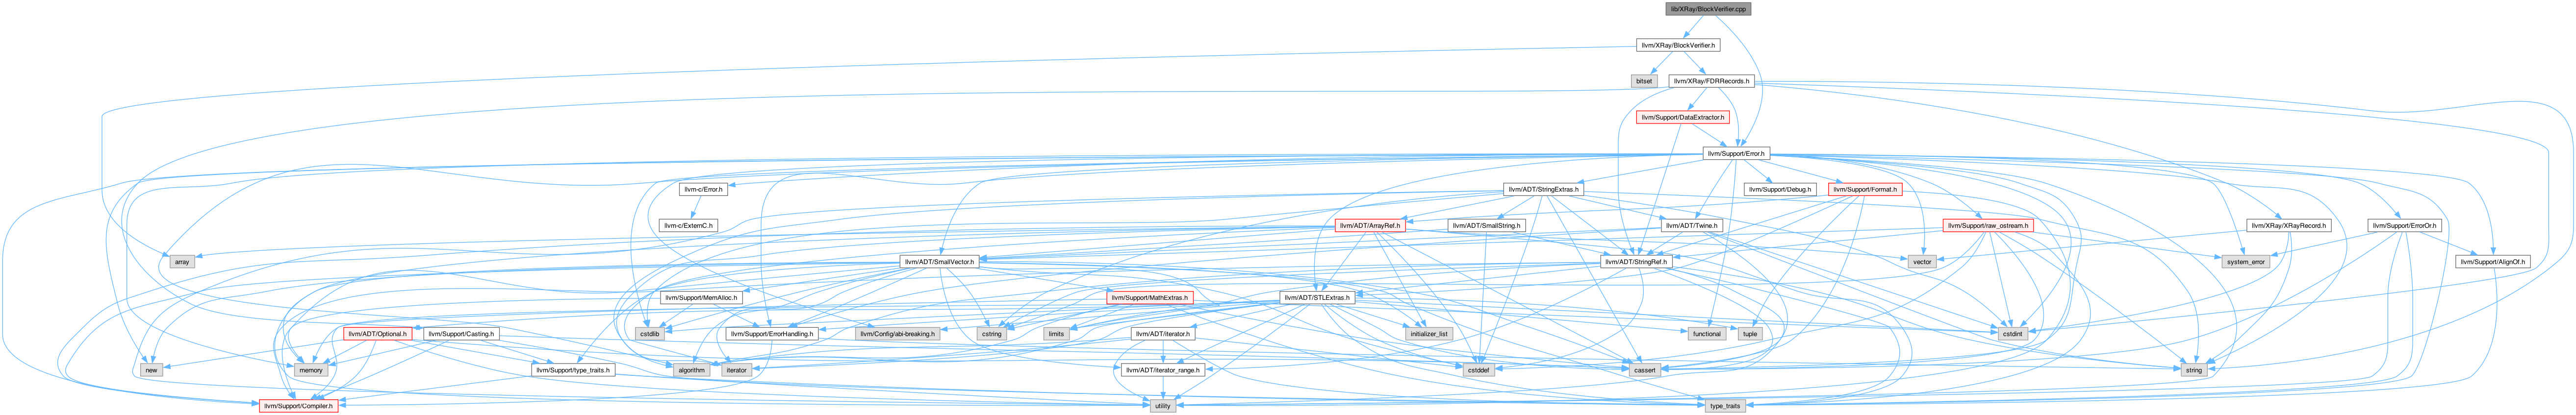 lib/XRay/BlockVerifier.cpp
llvm/XRay/BlockVerifier.h
bitset
llvm/XRay/FDRRecords.h
llvm/Support/DataExtractor.h
llvm/Support/Error.h
llvm-c/Error.h
llvm/ADT/StringExtras.h
llvm/Support/Debug.h
llvm/Support/Format.h
llvm-c/ExternC.h
llvm/ADT/ArrayRef.h
llvm/ADT/SmallString.h
llvm/ADT/Twine.h
llvm/Support/raw_ostream.h
llvm/XRay/XRayRecord.h
llvm/Support/ErrorOr.h
array
llvm/ADT/SmallVector.h
llvm/ADT/StringRef.h
vector
system_error
llvm/Support/AlignOf.h
llvm/Support/MemAlloc.h
llvm/Support/MathExtras.h
llvm/ADT/STLExtras.h
llvm/ADT/Optional.h
llvm/Support/Casting.h
cstdlib
llvm/Support/ErrorHandling.h
llvm/Config/abi-breaking.h
cstring
limits
llvm/ADT/iterator.h
initializer_list
functional
tuple
cstdint
new
memory
llvm/Support/type_traits.h
algorithm
iterator
llvm/ADT/iterator_range.h
cstddef
cassert
string
llvm/Support/Compiler.h
utility
type_traits